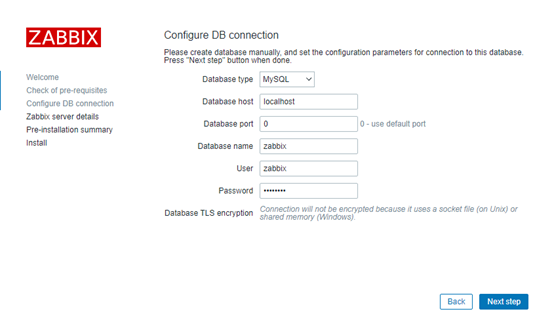 ZABBIX
Welcome
Check of pre-requisites
Configure DB connection
Zabbix server details
Pre-installation summary
Install
Configure DB connection
Please create database manually, and set the configuration parameters for connection to this database.
Press "Next step" button when done.
Database type MySQL
Database host localhost
Database port 0 0 - use default port
Database name zabbix
User zabbix
Password ••••••••
Database TLS encryption Connection will not be encrypted because it uses a socket file (on Unix) or
shared memory (Windows).
Back Next step